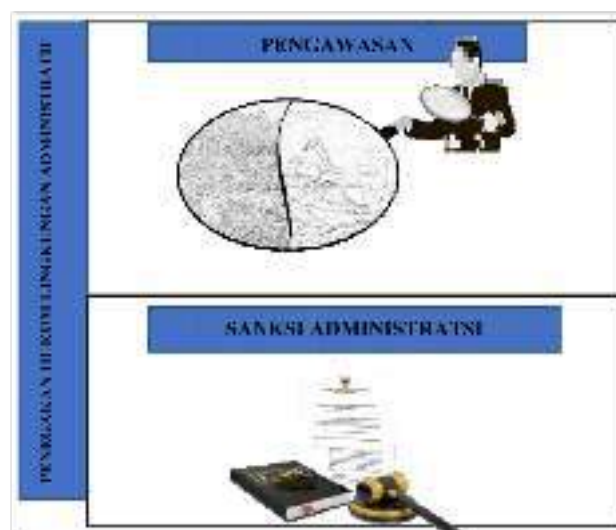 PENEGAKAN HUKUM LINGKUNGAN ADMINISTRATIF
PENGAWASAN
SANKSI ADMINISTRATSI